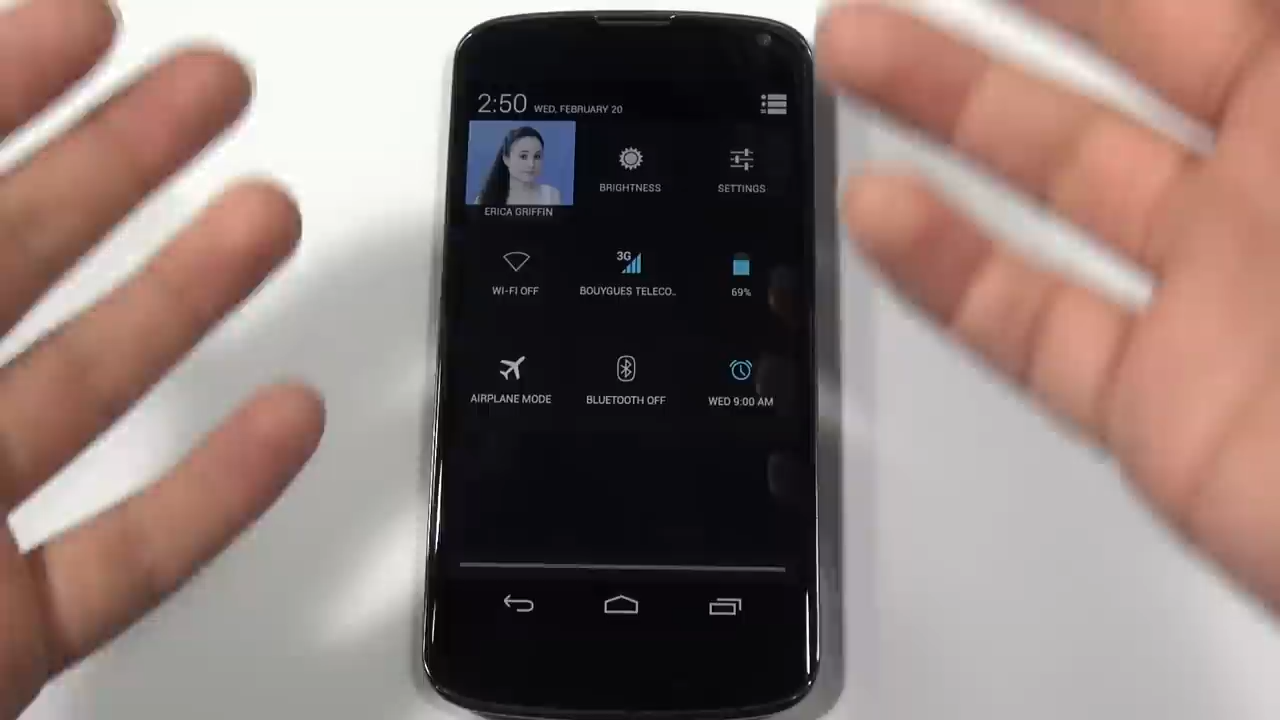 2:50 WED, FEBRUARY 20
ERICA GRIFFIN
BRIGHTNESS
SETTINGS
WI-FI OFF
3G
BOUYGUES TELECO..
69%
AIRPLANE MODE
BLUETOOTH OFF
WED 9:00 AM